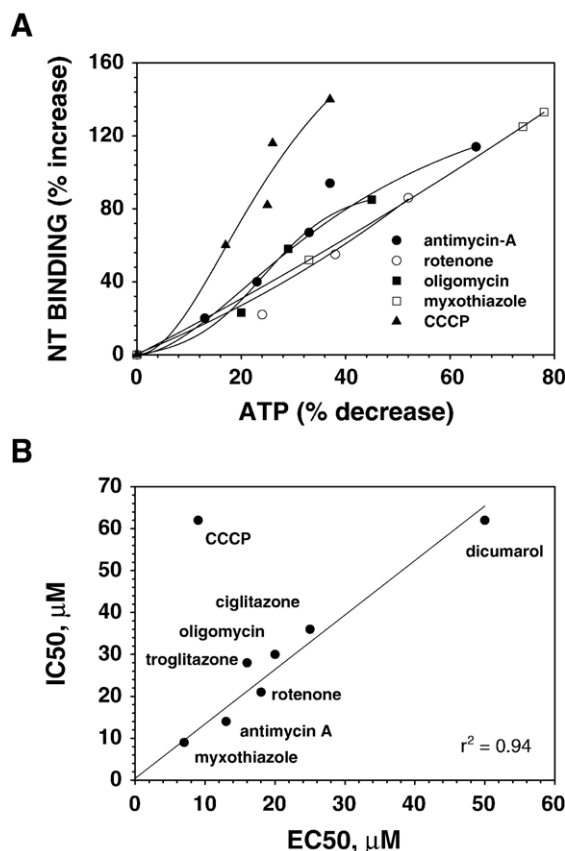 A
NT BINDING (% increase)
160
120
80
40
0
antimycin-A
rotenone
oligomycin
myxothiazole
CCCP
0
20
40
60
80
ATP (% decrease)
B
IC50, μM
70
60
50
40
30
20
10
0
CCCP
dicumarol
ciglitazone
oligomycin
troglitazone
rotenone
antimycin A
myxothiazole
r² = 0.94
0
10
20
30
40
50
60
EC50, μM